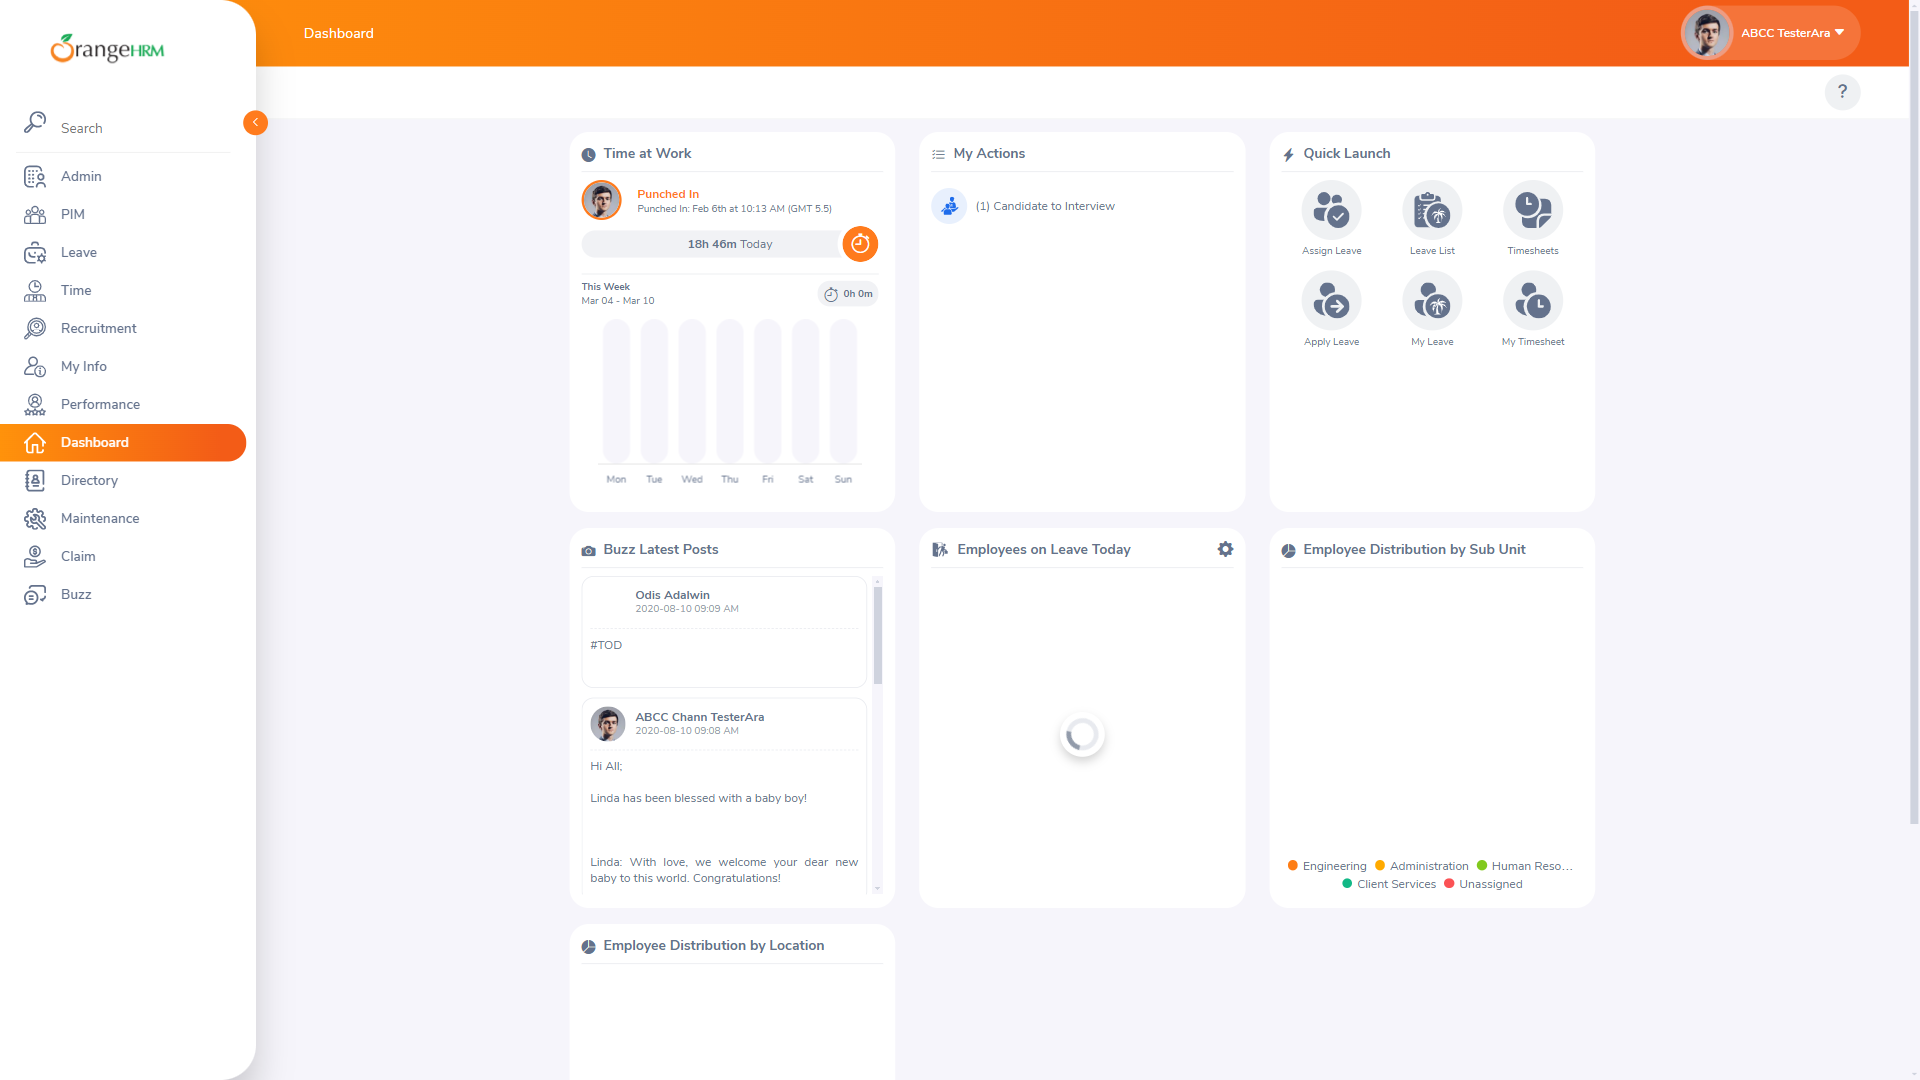 OrangeHRM
Dashboard
ABCC TesterAra
?
Search
Admin
PIM
Leave
Time
Recruitment
My Info
Performance
Dashboard
Directory
Maintenance
Claim
Buzz
Time at Work
Punched In
Punched In: Feb 6th at 10:13 AM (GMT 5.5)
18h 46m Today
This Week
Mar 04 - Mar 10
0h 0m
Mon Tue Wed Thu Fri Sat Sun
My Actions
(1) Candidate to Interview
Quick Launch
Assign Leave
Leave List
Timesheets
Apply Leave
My Leave
My Timesheet
Buzz Latest Posts
Odis Adalwin
2020-08-10 09:09 AM
#TOD
ABCC Chann TesterAra
2020-08-10 09:08 AM
Hi All;
Linda has been blessed with a baby boy!
Linda: With love, we welcome your dear new
baby to this world. Congratulations!
Employees on Leave Today
Employee Distribution by Sub Unit
Engineering Administration Human Reso...
Client Services Unassigned
Employee Distribution by Location